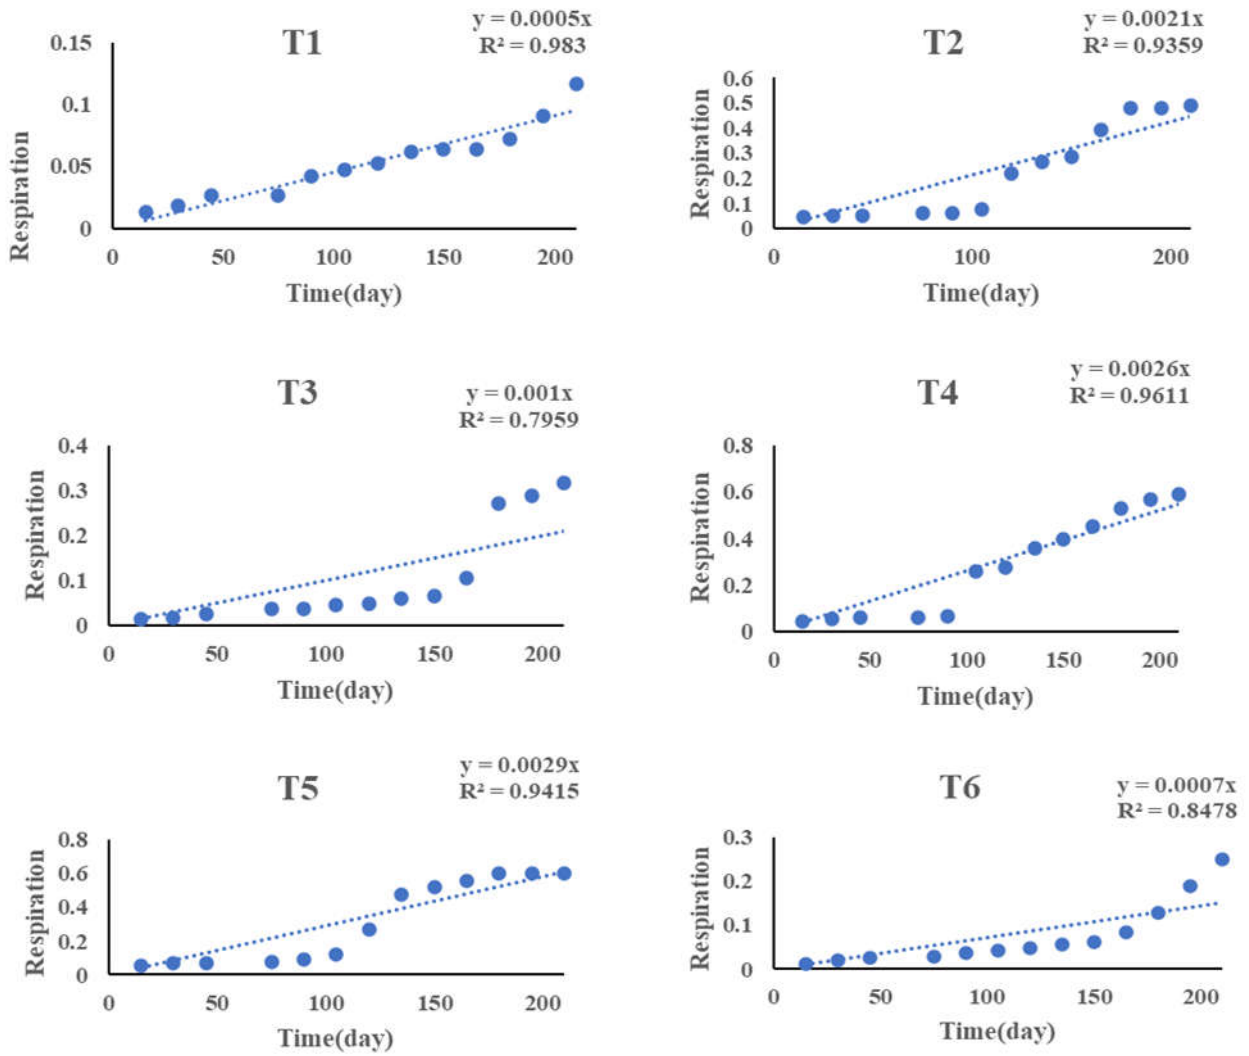 T1
y = 0.0005x
R² = 0.983
0.15
0.1
0.05
0
Respiration
0 50 100 150 200
Time(day)
T2
y = 0.0021x
R² = 0.9359
0.6
0.5
0.4
0.3
0.2
0.1
0
Respiration
0 100 200
Time(day)
T3
y = 0.001x
R² = 0.7959
0.4
0.3
0.2
0.1
0
Respiration
0 50 100 150 200
Time(day)
T4
y = 0.0026x
R² = 0.9611
0.8
0.6
0.4
0.2
0
Respiration
0 50 100 150 200
Time(day)
T5
y = 0.0029x
R² = 0.9415
0.8
0.6
0.4
0.2
0
Respiration
0 50 100 150 200
Time(day)
T6
y = 0.0007x
R² = 0.8478
0.3
0.2
0.1
0
Respiration
0 50 100 150 200
Time(day)